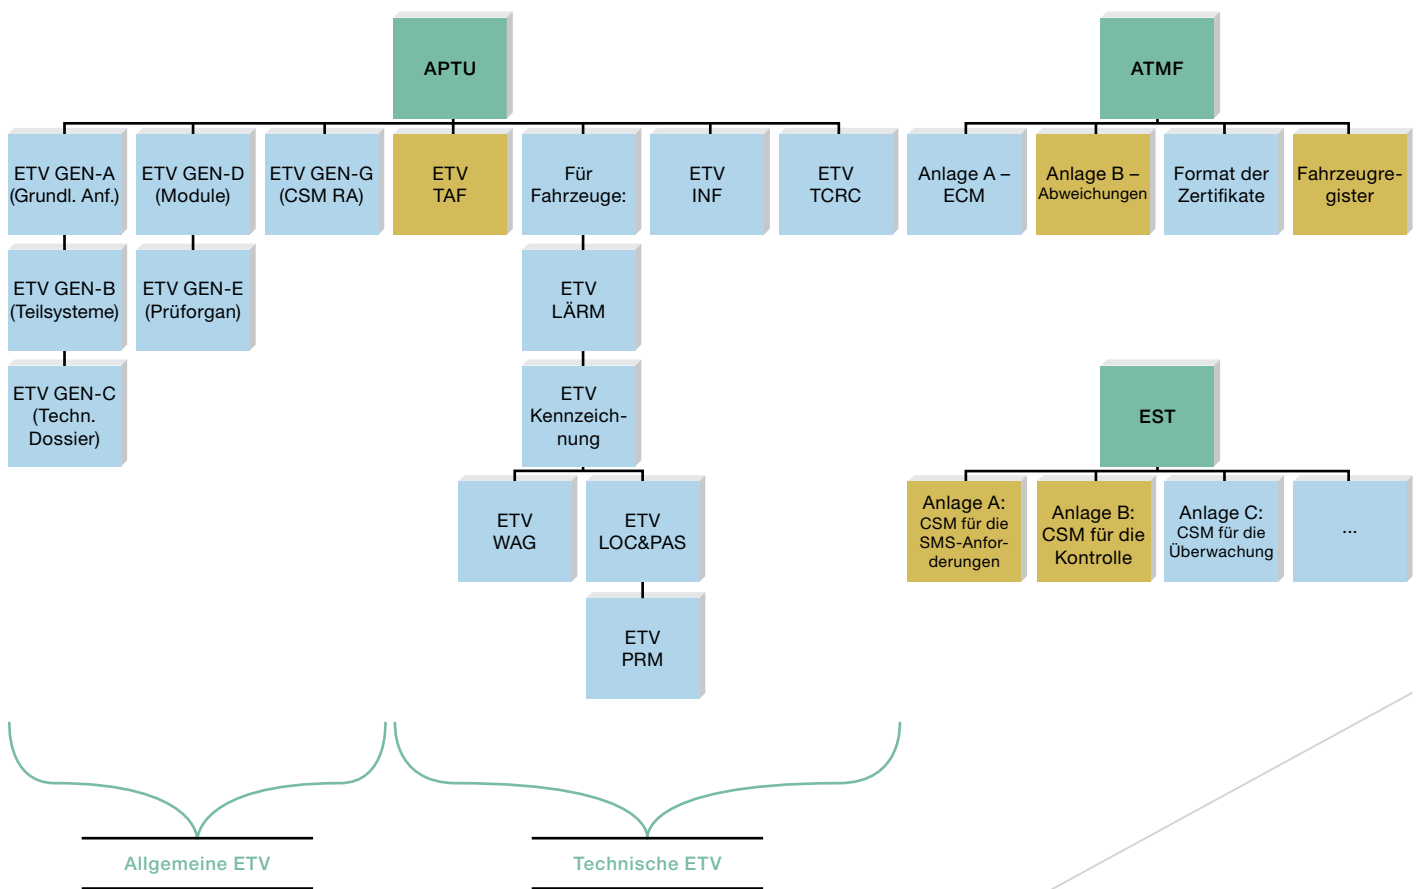 APTU
ATMF
ETV GEN-A
(Grundl. Anf.)
ETV GEN-D
(Module)
ETV GEN-G
(CSM RA)
ETV
TAF
Für
Fahrzeuge:
ETV
INF
ETV
TCRC
Anlage A –
ECM
Anlage B –
Abweichungen
Format der
Zertifikate
Fahrzeugre-
gister
ETV GEN-B
(Teilsysteme)
ETV GEN-E
(Prüforgan)
ETV
LÄRM
ETV GEN-C
(Techn.
Dossier)
ETV
Kennzeich-
nung
EST
ETV
WAG
ETV
LOC&PAS
Anlage A:
CSM für die
SMS-Anfor-
derungen
Anlage B:
CSM für die
Kontrolle
Anlage C:
CSM für die
Überwachung
...
ETV
PRM
Allgemeine ETV
Technische ETV